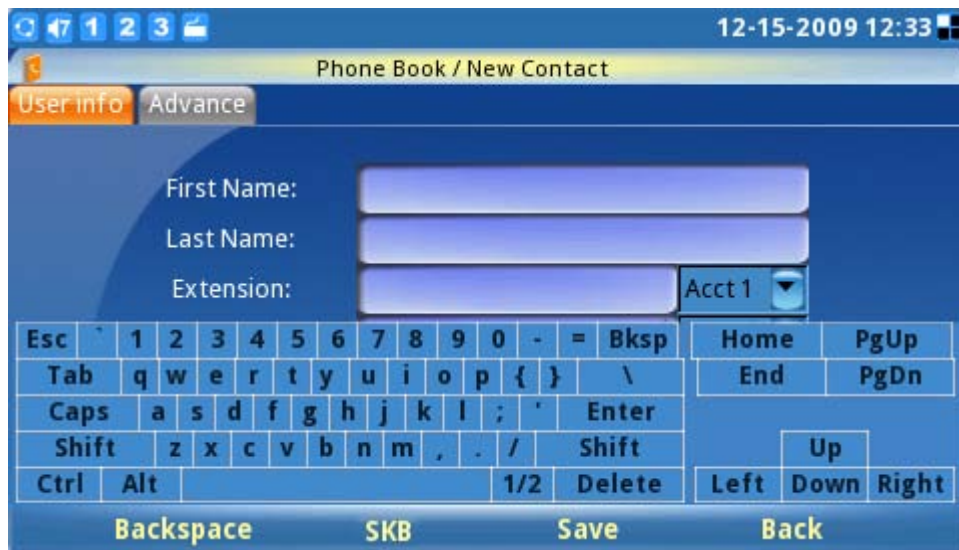 7 1 2 3 12-15-2009 12:33
Phone Book / New Contact
User info Advance
First Name:
Last Name:
Extension: Acct 1
Esc ` 1 2 3 4 5 6 7 8 9 0 - = Bksp Home PgUp
Tab q w e r t y u i o p { } \ End PgDn
Caps a s d f g h j k l ; ' Enter
Shift z x c v b n m , . / Shift Up
Ctrl Alt 1/2 Delete Left Down Right
Backspace SKB Save Back